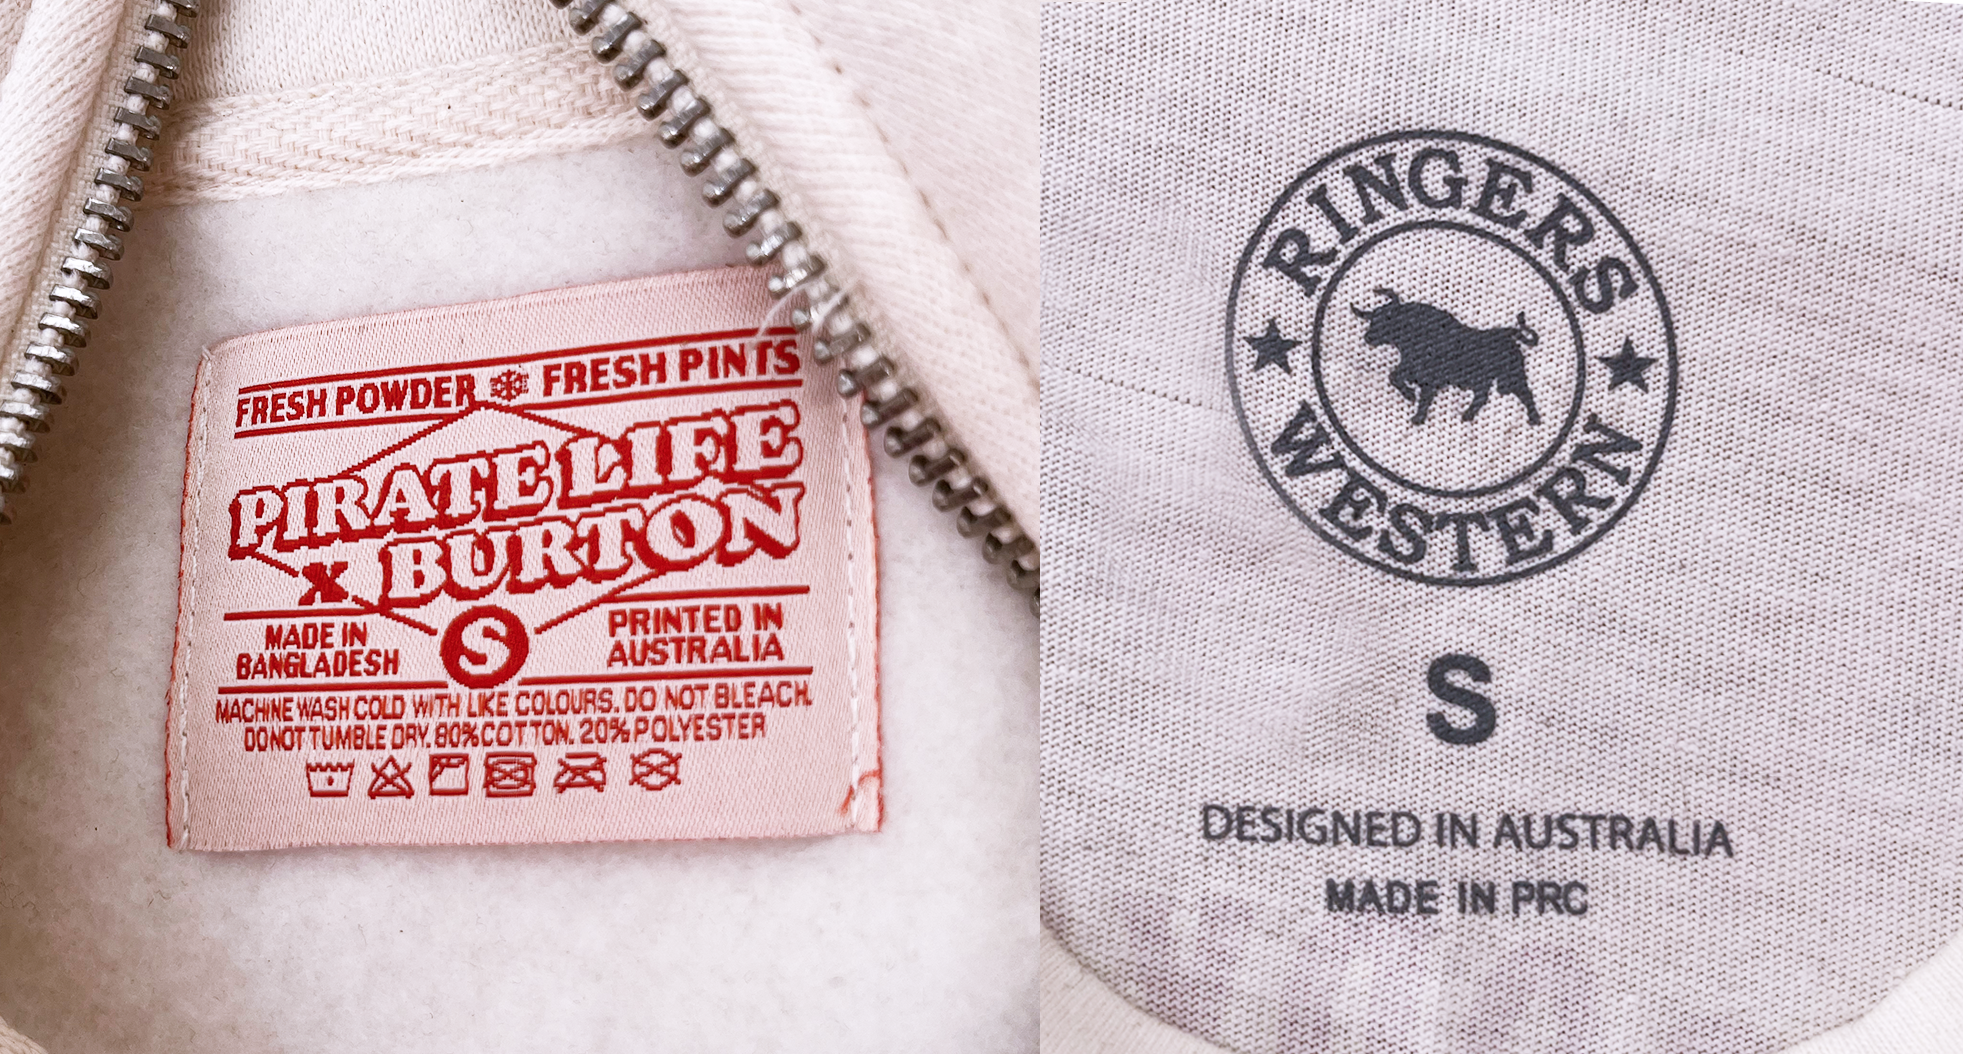 FRESH POWDER FRESH PINTS
PIRATE LIFE
X BURTON
MADE IN
BANGLADESH
S
PRINTED IN
AUSTRALIA
MACHINE WASH COLD WITH LIKE COLOURS. DO NOT BLEACH.
DO NOT TUMBLE DRY. 80% COTTON. 20% POLYESTER
RINGERS
WESTERN
S
DESIGNED IN AUSTRALIA
MADE IN PRC